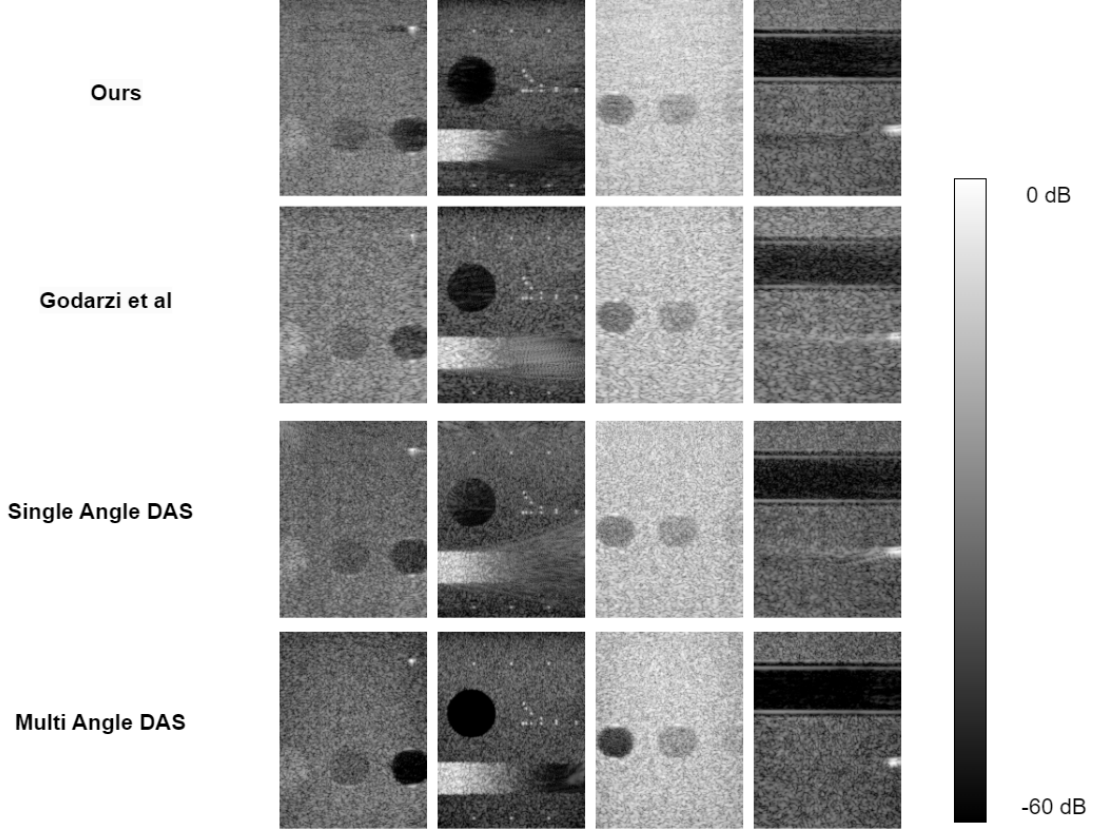 Ours
0 dB
Godarzi et al
Single Angle DAS
Multi Angle DAS
-60 dB